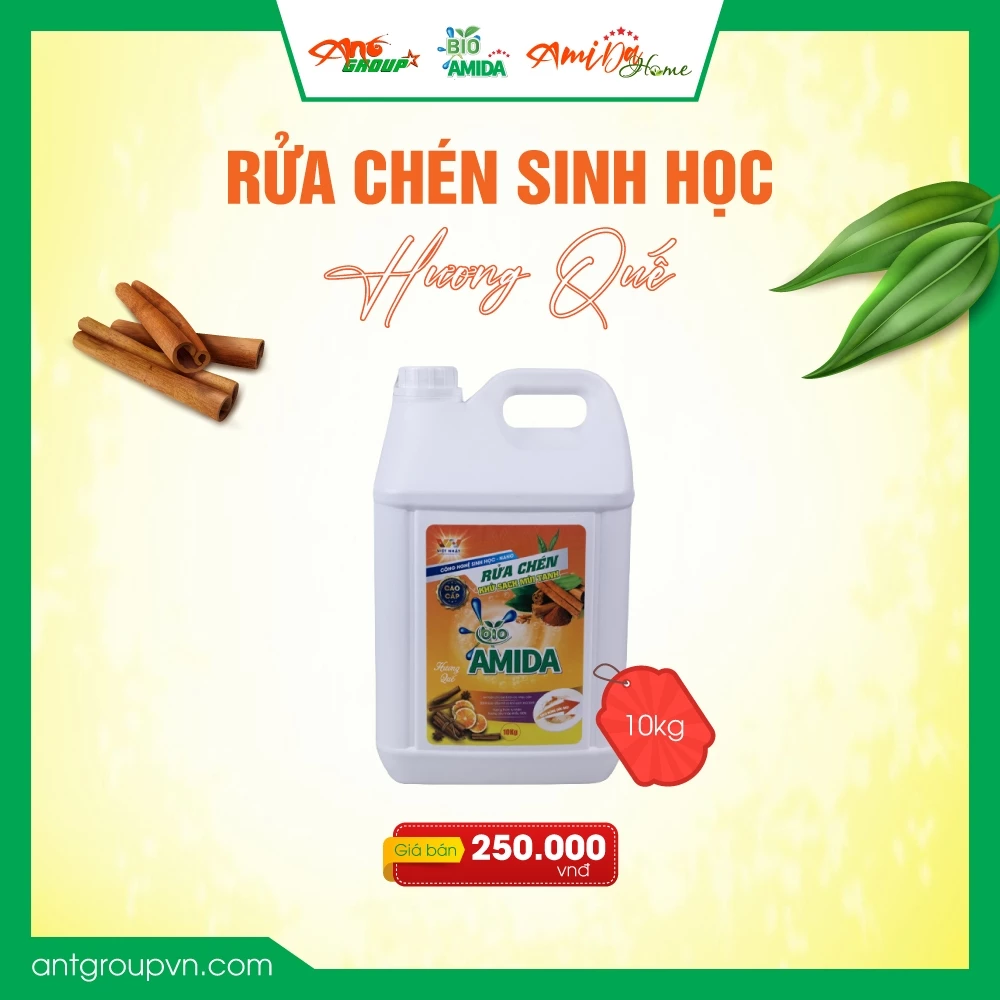 Ant GROUP
BIO AMIDA
AmiDa Home
RỬA CHÉN SINH HỌC
Hương Quế
VIỆT NHẬT
CÔNG NGHỆ SINH HỌC - NANO
RỬA CHÉN
KHỬ SẠCH MÙI TANH
CAO CẤP
bio
AMIDA
Hương Quế
10Kg
10kg
Giá bán 250.000
vnđ
antgroupvn.com